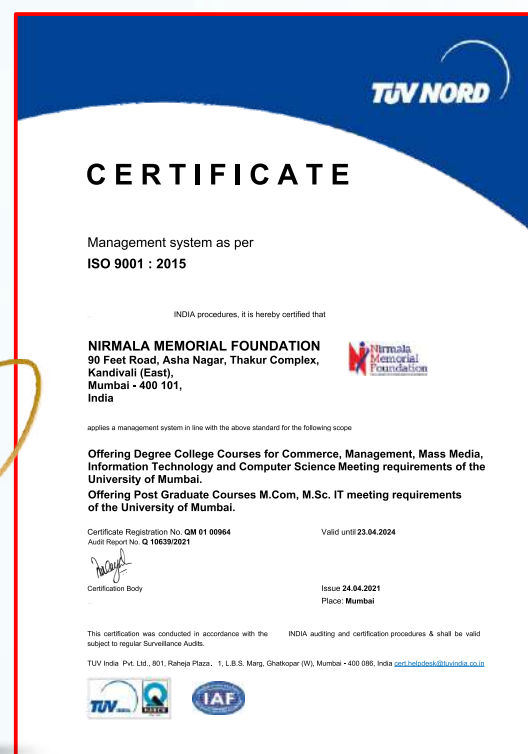 TÜV NORD
CERTIFICATE
Management system as per
ISO 9001 : 2015
INDIA procedures, it is hereby certified that
NIRMALA MEMORIAL FOUNDATION
90 Feet Road, Asha Nagar, Thakur Complex,
Kandivali (East),
Mumbai - 400 101,
India
Nirmala
Memorial
Foundation
applies a management system in line with the above standard for the following scope
Offering Degree College Courses for Commerce, Management, Mass Media,
Information Technology and Computer Science Meeting requirements of the
University of Mumbai.
Offering Post Graduate Courses M.Com, M.Sc. IT meeting requirements
of the University of Mumbai.
Certificate Registration No. QM 01 00964
Valid until 23.04.2024
Audit Report No. Q 10639/2021
Certification Body
Issue 24.04.2021
Place: Mumbai
This certification was conducted in accordance with the INDIA auditing and certification procedures & shall be valid
subject to regular Surveillance Audits.
TUV India Pvt. Ltd., 801, Raheja Plaza. 1, L.B.S. Marg, Ghatkopar (W), Mumbai - 400 086, India cert.helpdesk@tuvindia.co.in
TÜV
IAF